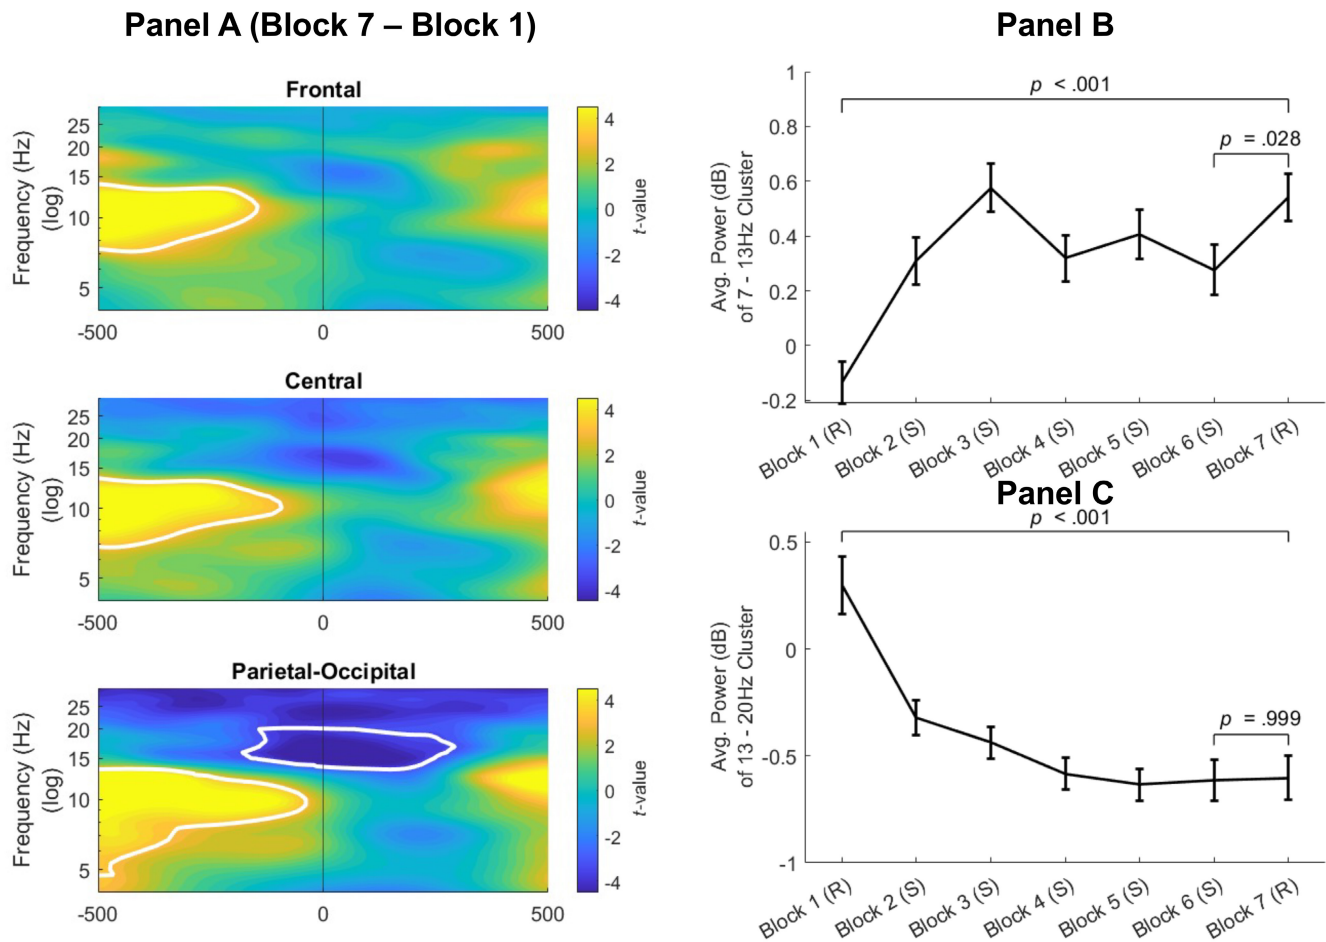 Panel A (Block 7 – Block 1)
Frontal
Frequency (Hz)
(log)
25
20
15
10
5
-500
0
500
4
2
0
-2
-4
t-value
Central
Frequency (Hz)
(log)
25
20
15
10
5
-500
0
500
4
2
0
-2
-4
t-value
Parietal-Occipital
Frequency (Hz)
(log)
25
20
15
10
5
-500
0
500
4
2
0
-2
-4
t-value
Panel B
p < .001
p = .028
Avg. Power (dB)
of 7 - 13Hz Cluster
1
0.8
0.6
0.4
0.2
0
-0.2
Block 1 (R)
Block 2 (S)
Block 3 (S)
Block 4 (S)
Block 5 (S)
Block 6 (S)
Block 7 (R)
Panel C
p < .001
p = .999
Avg. Power (dB)
of 13 - 20Hz Cluster
0.5
0
-0.5
-1
Block 1 (R)
Block 2 (S)
Block 3 (S)
Block 4 (S)
Block 5 (S)
Block 6 (S)
Block 7 (R)